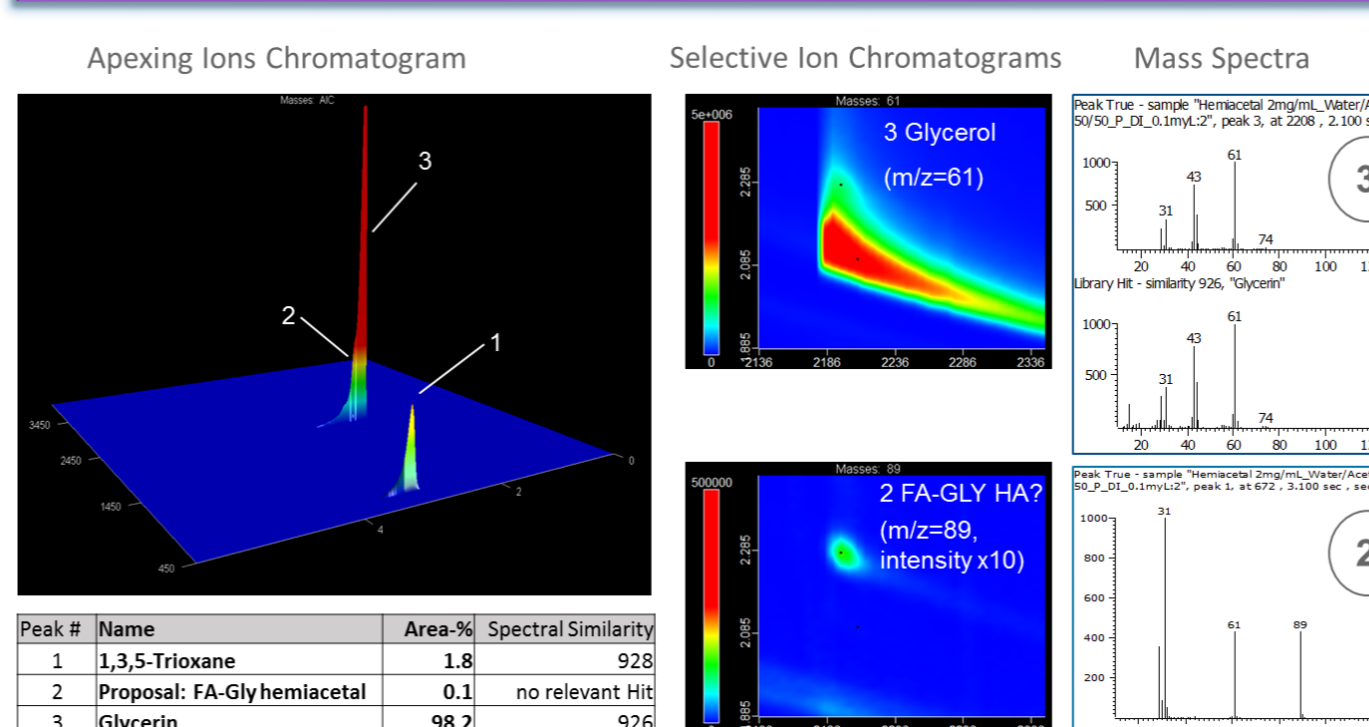 Apexing Ions Chromatogram
Selective Ion Chromatograms
Mass Spectra
Masses: AIC
3
2
1
3450
2450
1450
450
0
2
4
Peak # Name Area-% Spectral Similarity
1 1,3,5-Trioxane 1.8 928
2 Proposal: FA-Gly hemiacetal 0.1 no relevant Hit
3 Glycerin 98.2 926
Masses: 61
5e+006
0
3 Glycerol
(m/z=61)
2.285
2.085
1.885
2136 2186 2236 2286 2336
Masses: 89
500000
2 FA-GLY HA?
(m/z=89,
intensity x10)
2.285
2.085
Peak True - sample "Hemiacetal 2mg/mL_Water/A
50/50_P_DI_0.1myL:2", peak 3, at 2208 , 2.100 s
3
1000
500
31
43
61
74
20 40 60 80 100
Library Hit - similarity 926, "Glycerin"
1000
500
31
43
61
74
20 40 60 80 100
Peak True - sample "Hemiacetal 2mg/mL_Water/Acet
50_P_DI_0.1myL:2", peak 1, at 672 , 3.100 sec , sec
2
1000
800
600
400
200
31
61
89